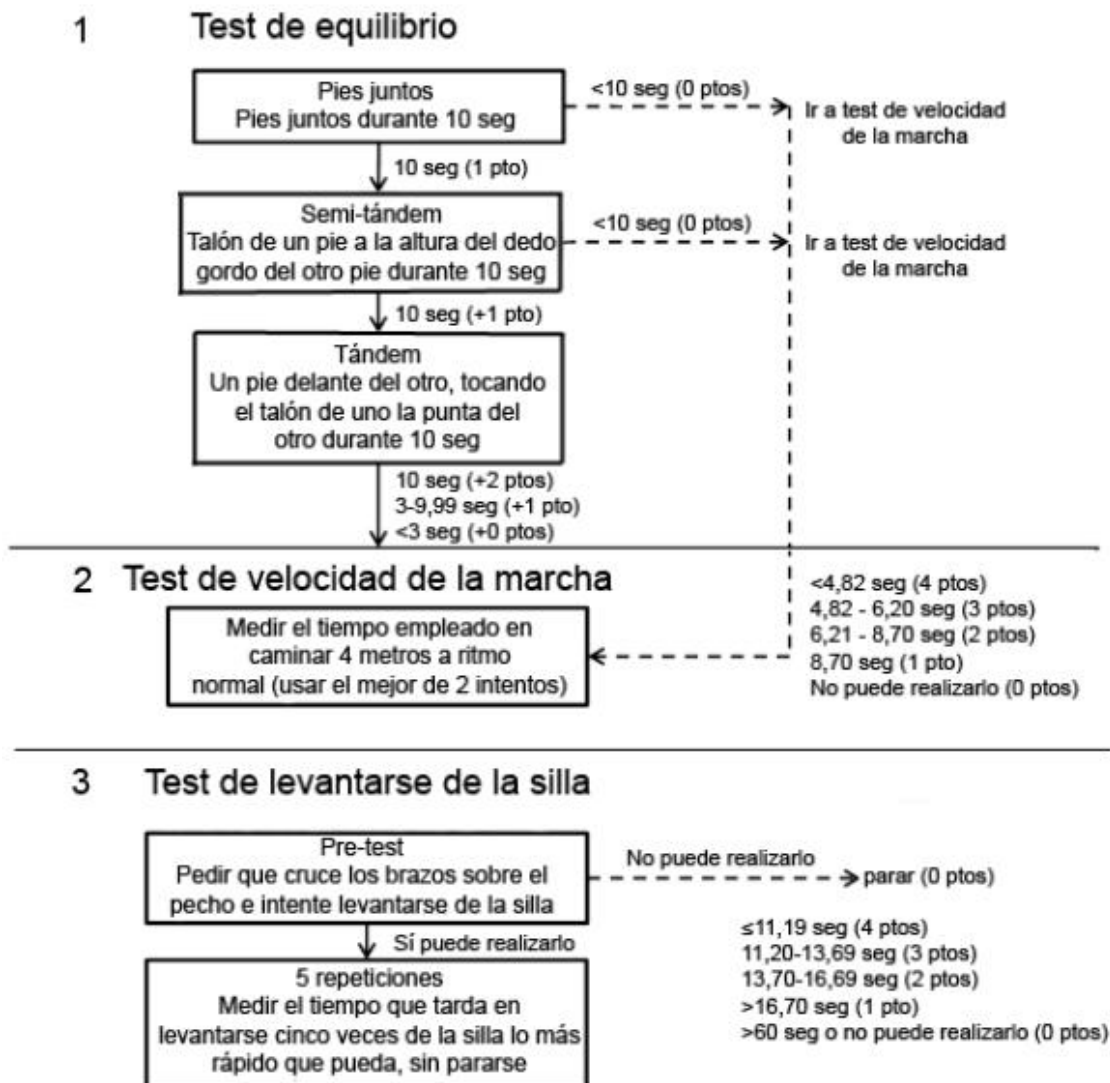 1 Test de equilibrio
Pies juntos
Pies juntos durante 10 seg
<10 seg (0 ptos)
Ir a test de velocidad
de la marcha
10 seg (1 pto)
Semi-tándem
Talón de un pie a la altura del dedo
gordo del otro pie durante 10 seg
<10 seg (0 ptos)
Ir a test de velocidad
de la marcha
10 seg (+1 pto)
Tándem
Un pie delante del otro, tocando
el talón de uno la punta del
otro durante 10 seg
10 seg (+2 ptos)
3-9,99 seg (+1 pto)
<3 seg (+0 ptos)
2 Test de velocidad de la marcha
Medir el tiempo empleado en
caminar 4 metros a ritmo
normal (usar el mejor de 2 intentos)
<4,82 seg (4 ptos)
4,82 - 6,20 seg (3 ptos)
6,21 - 8,70 seg (2 ptos)
8,70 seg (1 pto)
No puede realizarlo (0 ptos)
3 Test de levantarse de la silla
Pre-test
Pedir que cruce los brazos sobre el
pecho e intente levantarse de la silla
No puede realizarlo
parar (0 ptos)
Sí puede realizarlo
5 repeticiones
Medir el tiempo que tarda en
levantarse cinco veces de la silla lo más
rápido que pueda, sin pararse
≤11,19 seg (4 ptos)
11,20-13,69 seg (3 ptos)
13,70-16,69 seg (2 ptos)
>16,70 seg (1 pto)
>60 seg o no puede realizarlo (0 ptos)